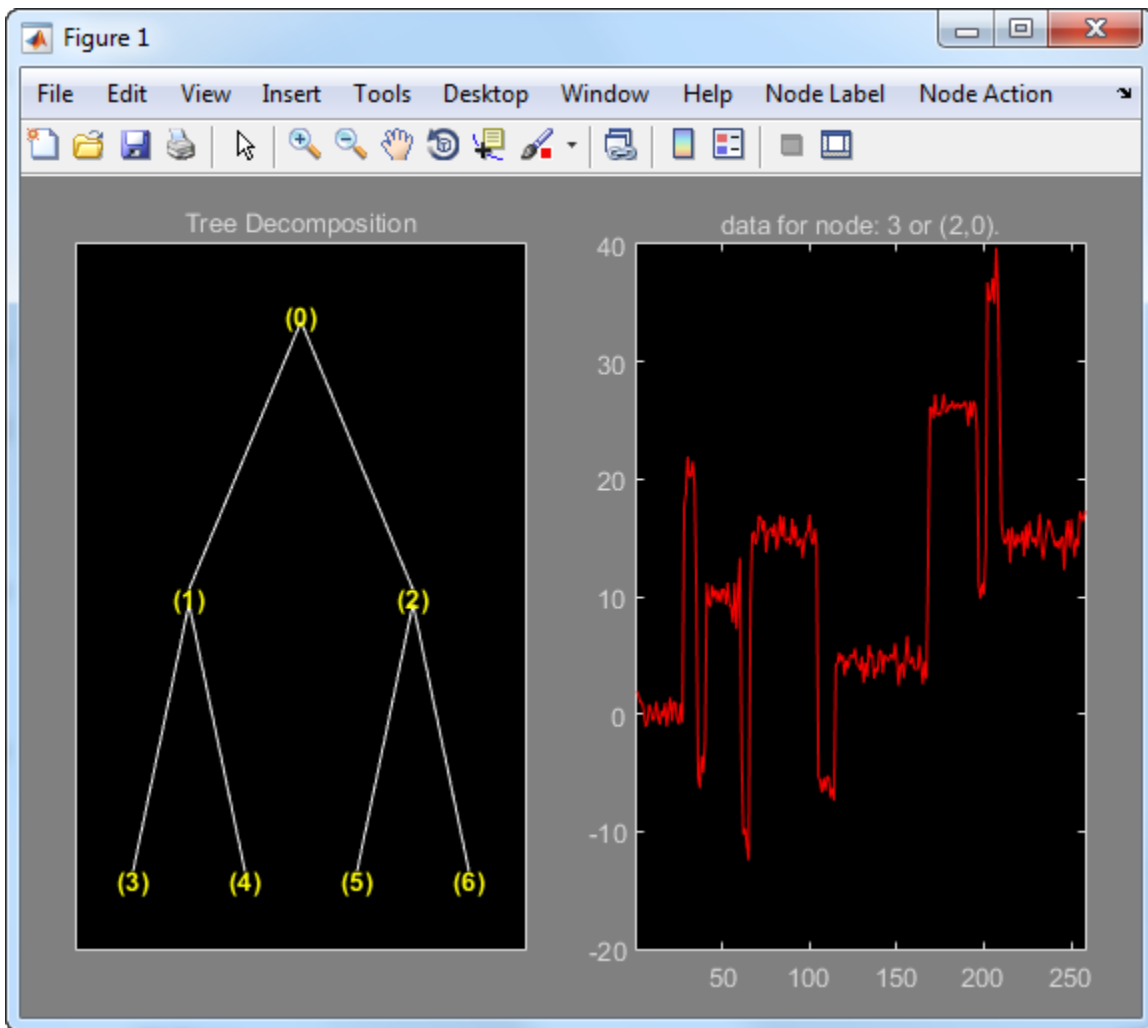 Figure 1
File Edit View Insert Tools Desktop Window Help Node Label Node Action
Tree Decomposition
(0)
(1) (2)
(3) (4) (5) (6)
data for node: 3 or (2,0).
40
30
20
10
0
-10
-20
50 100 150 200 250